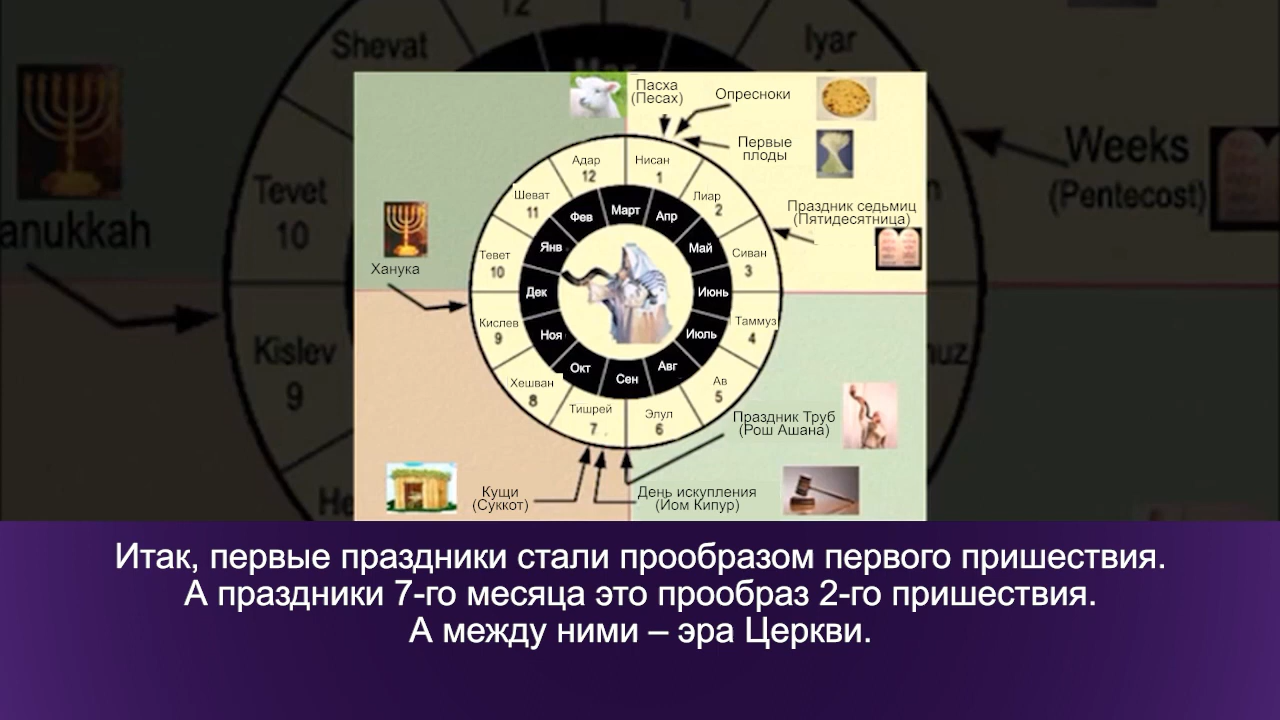 12
1
Shevat
Iyar
Tevet
10
anukkah
Kislev
9
Weeks
(Pentecost)
nuz
He
Пасха
(Песах)
Опресноки
Первые
плоды
Праздник седьмиц
(Пятидесятница)
Ханука
Адар
12
Нисан
1
Шеват
11
Лиар
2
Тевет
10
Сиван
3
Кислев
9
Таммуз
4
Хешван
8
Ав
5
Тишрей
7
Элул
6
Фев
Март
Апр
Янв
Май
Дек
Июнь
Ноя
Июль
Окт
Сен
Авг
Праздник Труб
(Рош Ашана)
Кущи
(Суккот)
День искупления
(Йом Кипур)
Итак, первые праздники стали прообразом первого пришествия.
А праздники 7-го месяца это прообраз 2-го пришествия.
А между ними – эра Церкви.